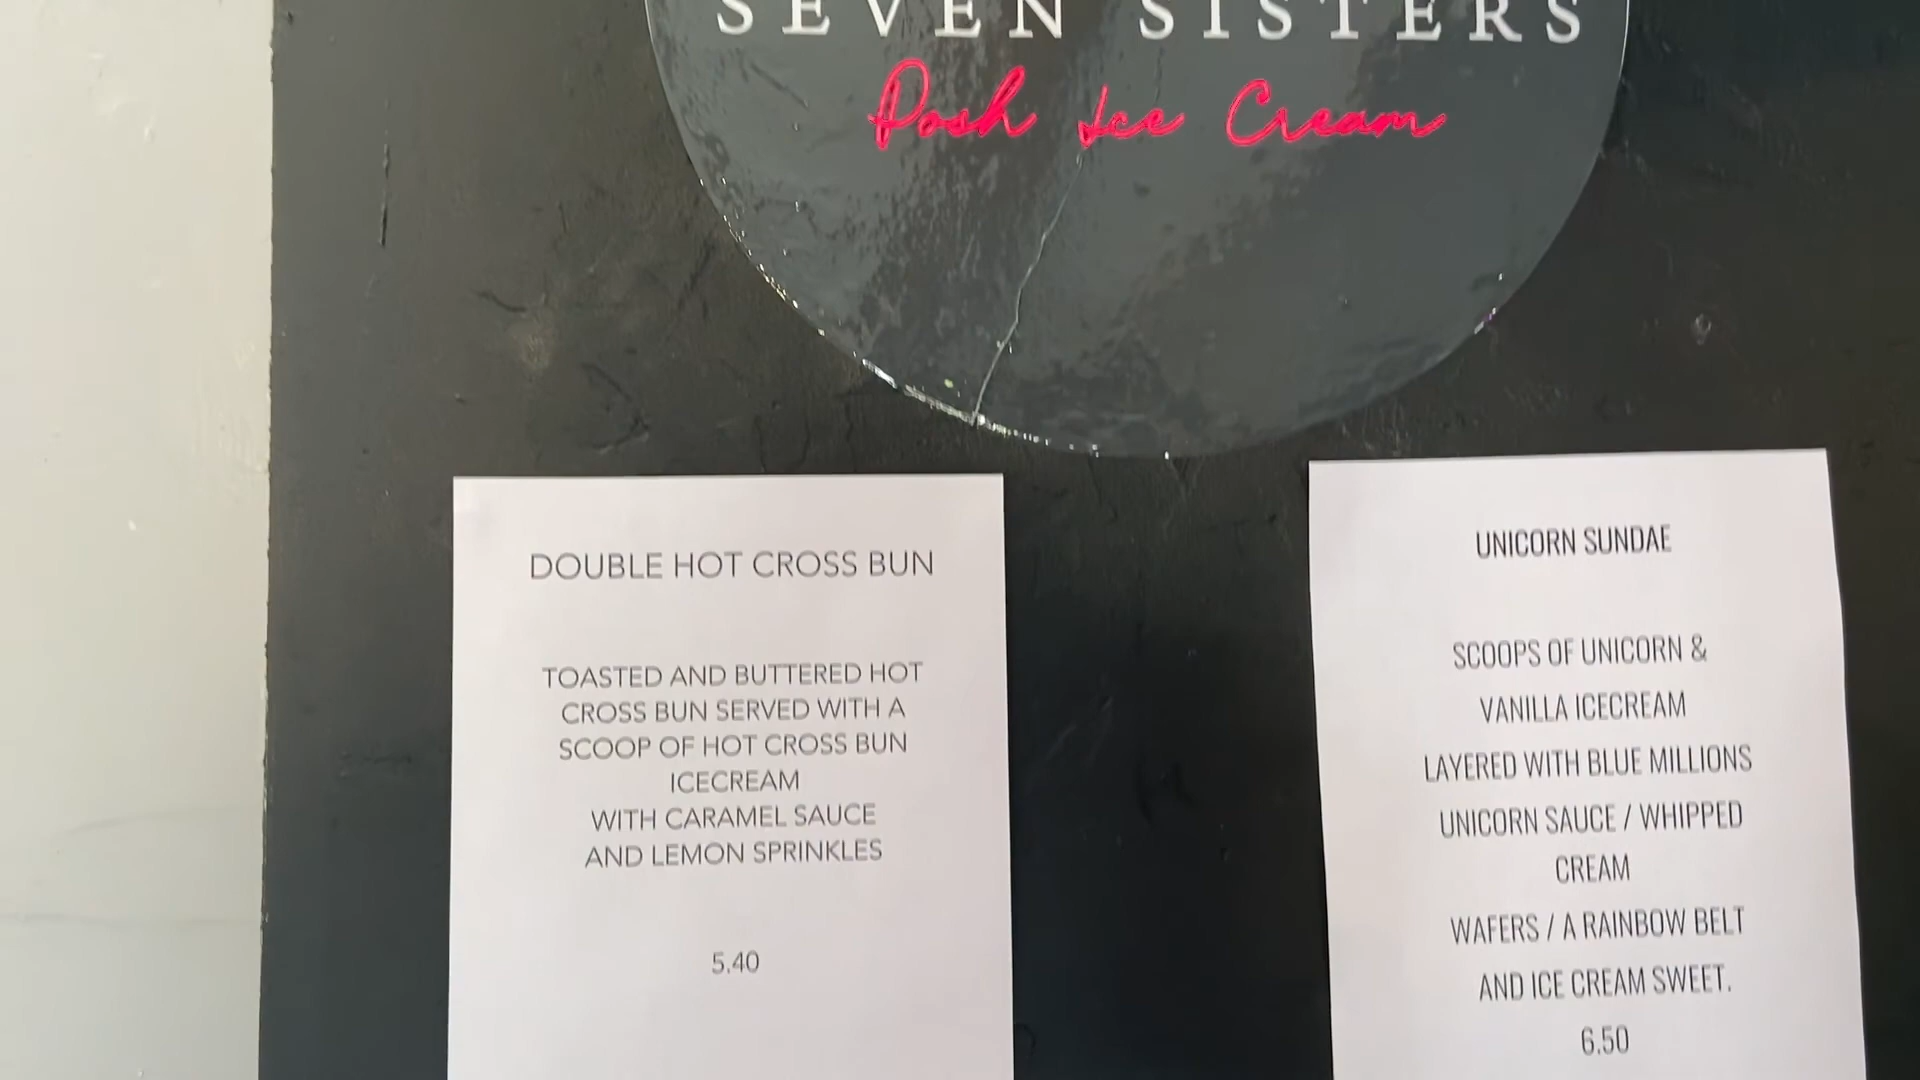 SEVEN SISTERS
Posh Ice Cream
DOUBLE HOT CROSS BUN
TOASTED AND BUTTERED HOT
CROSS BUN SERVED WITH A
SCOOP OF HOT CROSS BUN
ICECREAM
WITH CARAMEL SAUCE
AND LEMON SPRINKLES
5.40
UNICORN SUNDAE
SCOOPS OF UNICORN &
VANILLA ICECREAM
LAYERED WITH BLUE MILLIONS
UNICORN SAUCE / WHIPPED
CREAM
WAFERS / A RAINBOW BELT
AND ICE CREAM SWEET.
6.50